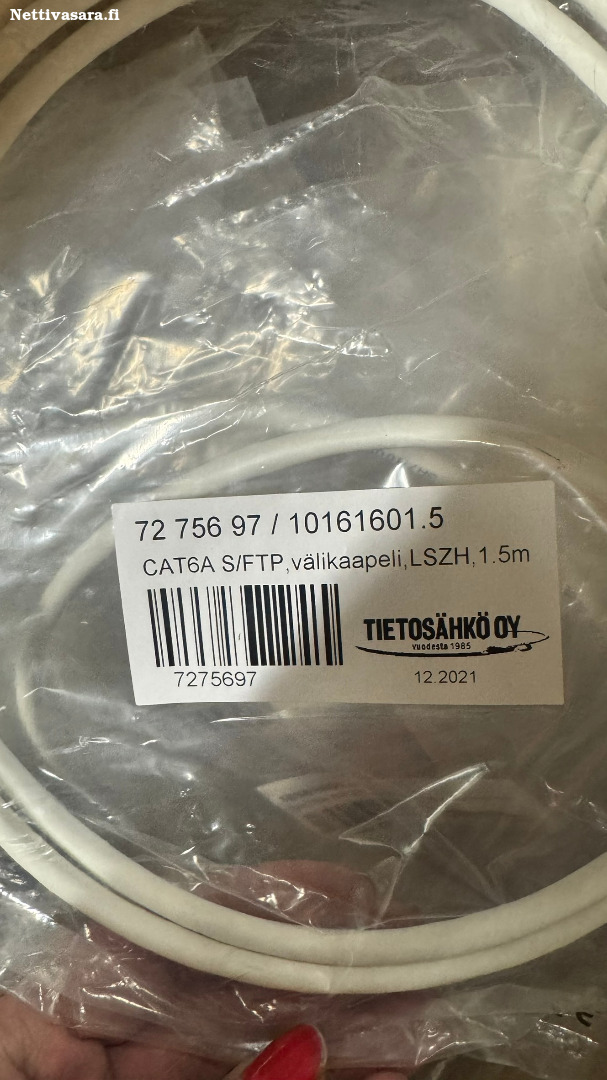 Nettivasara.fi
72 756 97 / 10161601.5
CAT6A S/FTP,välikaapeli,LSZH,1.5m
TIETOSÄHKÖ OY
vuodesta 1985
7275697
12.2021